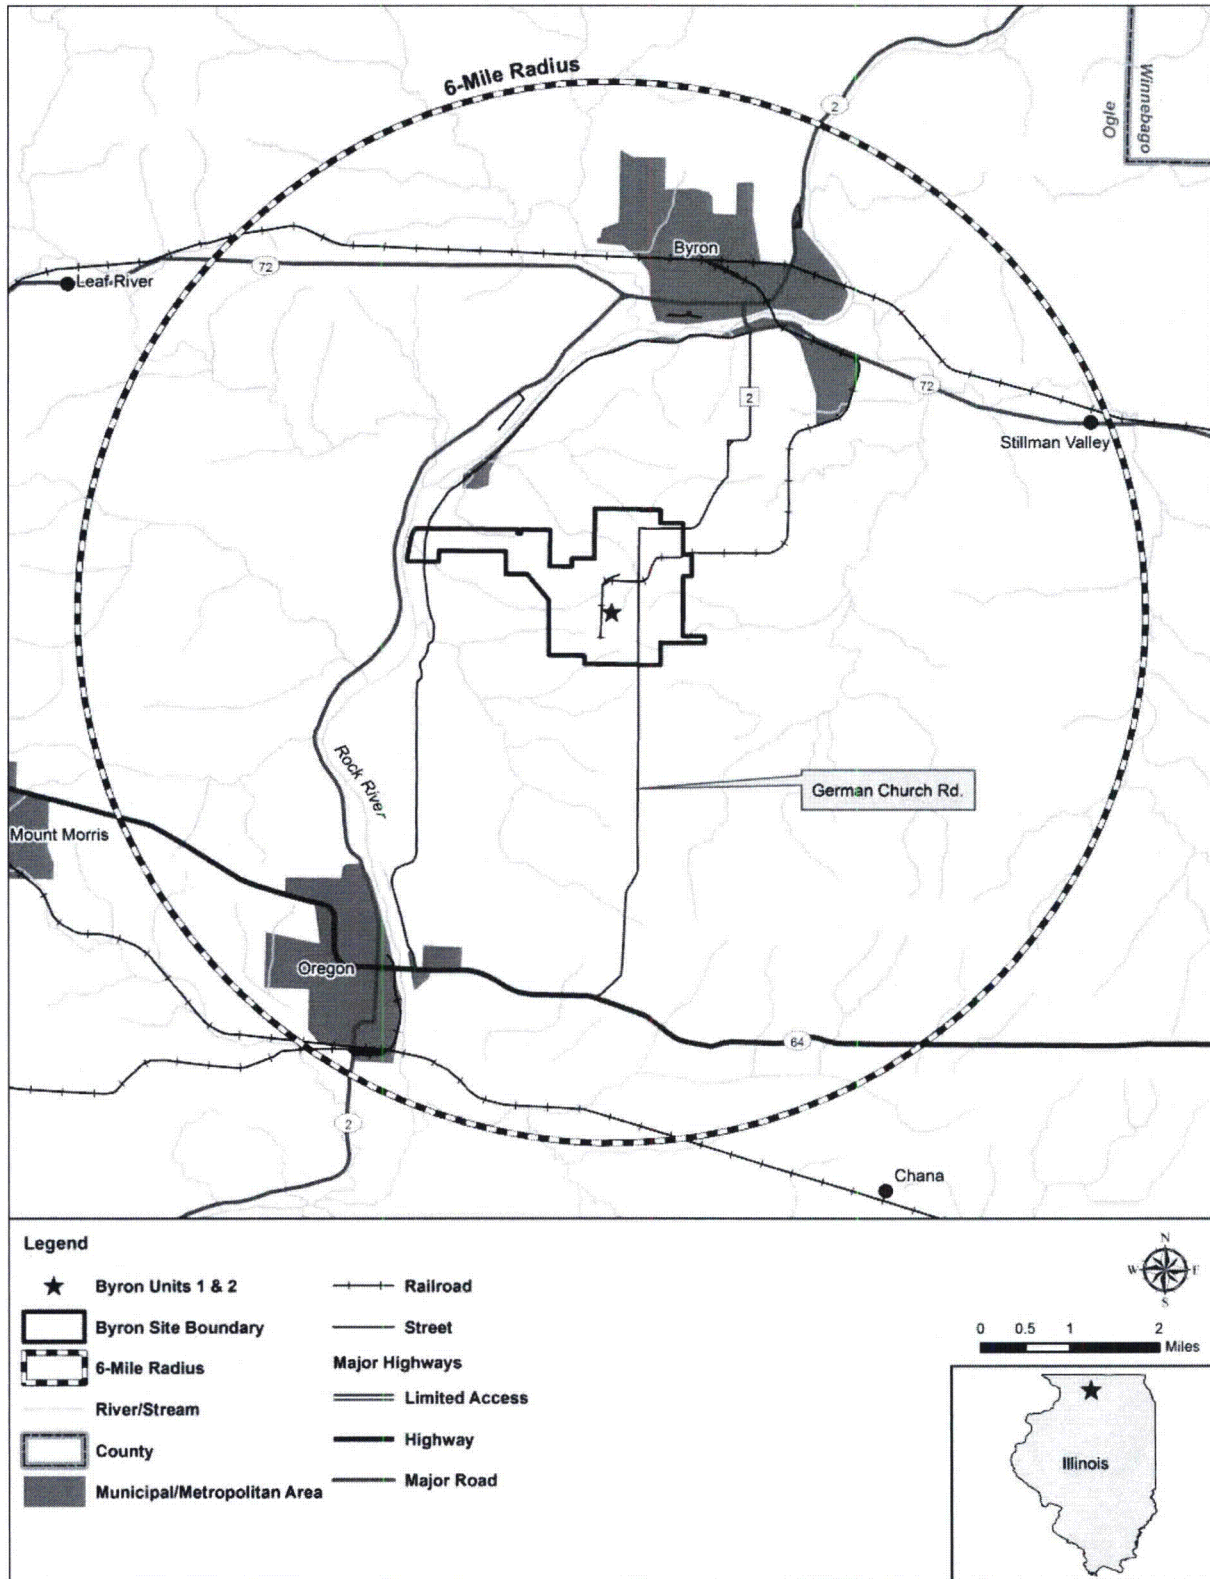 6-Mile Radius
2
Ogle
Winnebago
Byron
72
Leaf River
2
72
Stillman Valley
Rock River
German Church Rd.
Mount Morris
Oregon
64
2
Chana
Legend
Byron Units 1 & 2
Byron Site Boundary
6-Mile Radius
River/Stream
County
Municipal/Metropolitan Area
Railroad
Street
Major Highways
Limited Access
Highway
Major Road
N
W E
S
0 0.5 1 2
Miles
Illinois